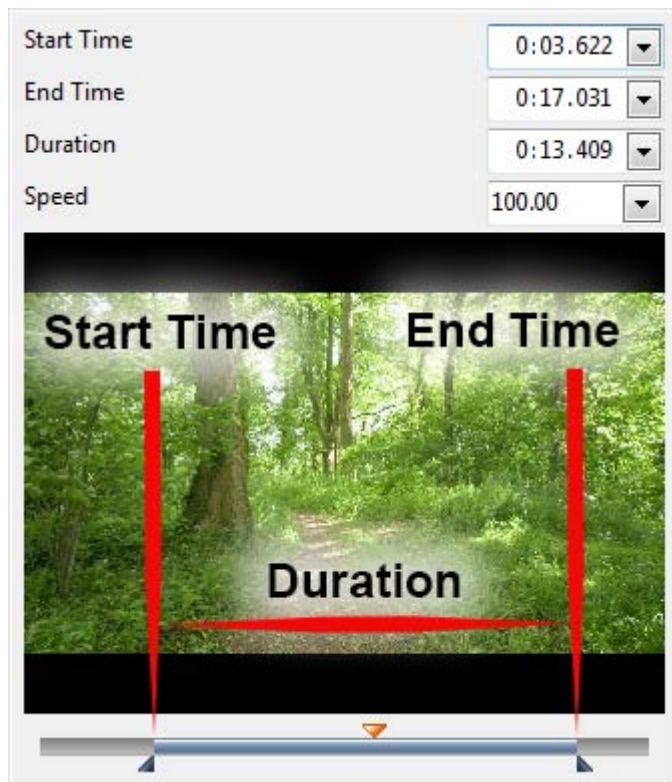 Start Time 0:03.622
End Time 0:17.031
Duration 0:13.409
Speed 100.00
Start Time End Time
Duration